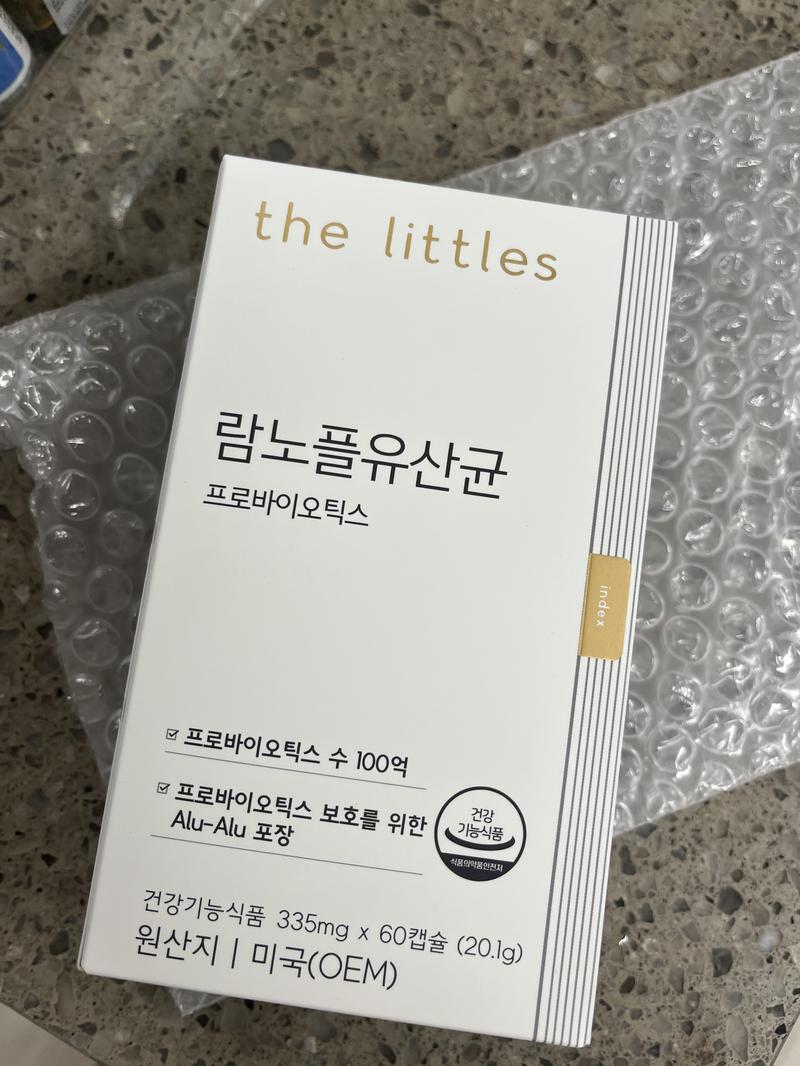 the littles
람노플유산균
프로바이오틱스
index
프로바이오틱스 수 100억
프로바이오틱스 보호를 위한
Alu-Alu 포장
건강
기능식품
식품의약품안전처
건강기능식품 335mg x 60캡슐 (20.1g)
원산지 | 미국(OEM)